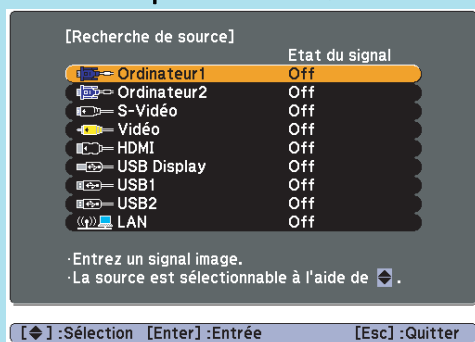 [Recherche de source]
Etat du signal
Ordinateur1 Off
Ordinateur2 Off
S-Vidéo Off
Vidéo Off
HDMI Off
USB Display Off
USB1 Off
USB2 Off
LAN Off
·Entrez un signal image.
·La source est sélectionnable à l'aide de .
[ ] :Sélection [Enter] :Entrée [Esc] :Quitter